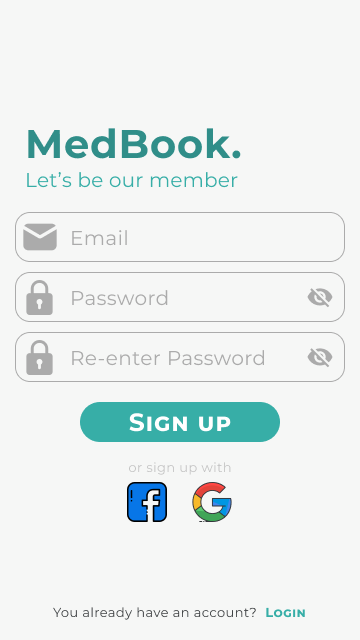 MedBook.
Let's be our member
Email
Password
Re-enter Password
Sign up
or sign up with
You already have an account? Login